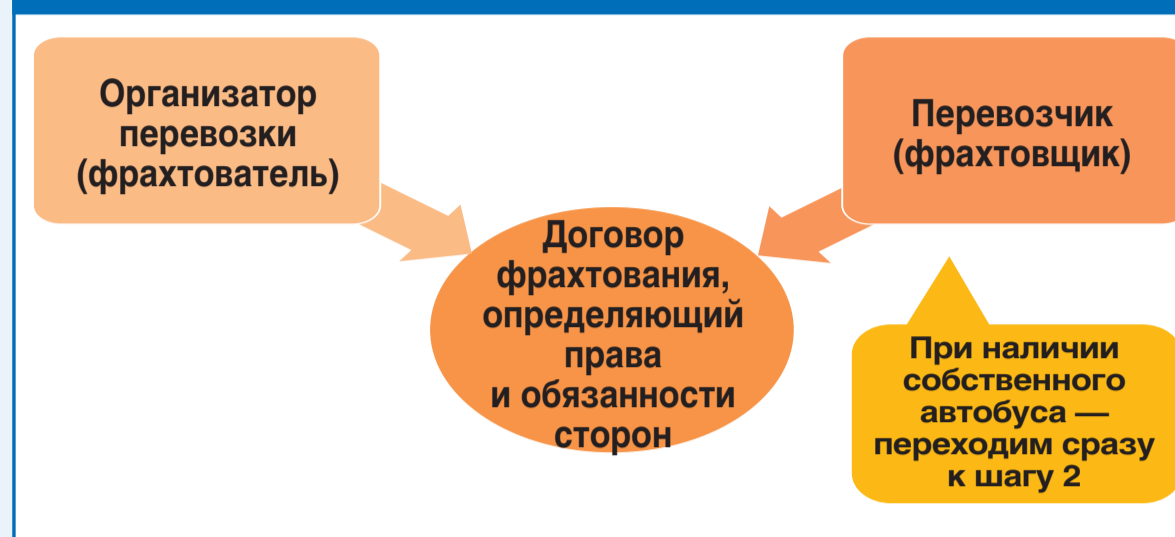 Организатор
перевозки
(фрахтователь)
Перевозчик
(фрахтовщик)
Договор
фрахтования,
определяющий
права
и обязанности
сторон
При наличии
собственного
автобуса —
переходим сразу
к шагу 2